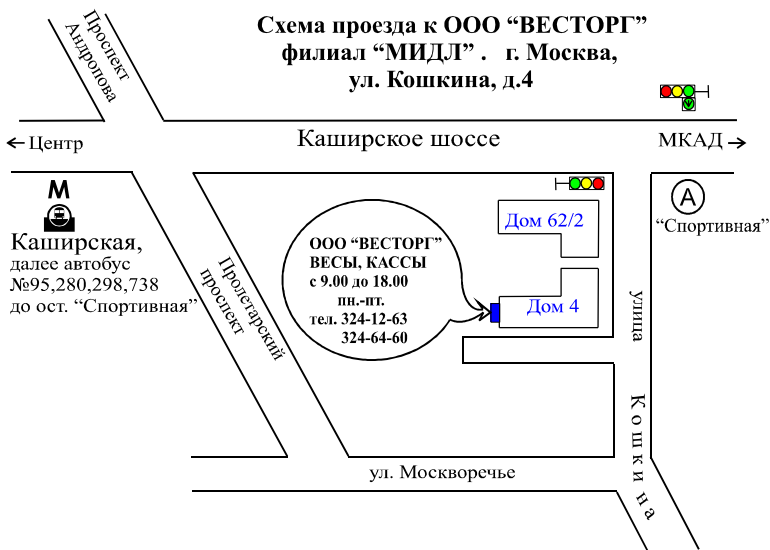 Схема проезда к ООО “ВЕСТОРГ”
филиал “МИДЛ” . г. Москва,
ул. Кошкина, д.4
Проспект
Андропова
← Центр
Каширское шоссе
МКАД →
М
Каширская,
далее автобус
№95,280,298,738
до ост. “Спортивная”
А
“Спортивная”
Дом 62/2
ООО “ВЕСТОРГ”
ВЕСЫ, КАССЫ
с 9.00 до 18.00
пн.-пт.
тел. 324-12-63
324-64-60
Дом 4
Пролетарский
проспект
улица
Кошкина
ул. Москворечье